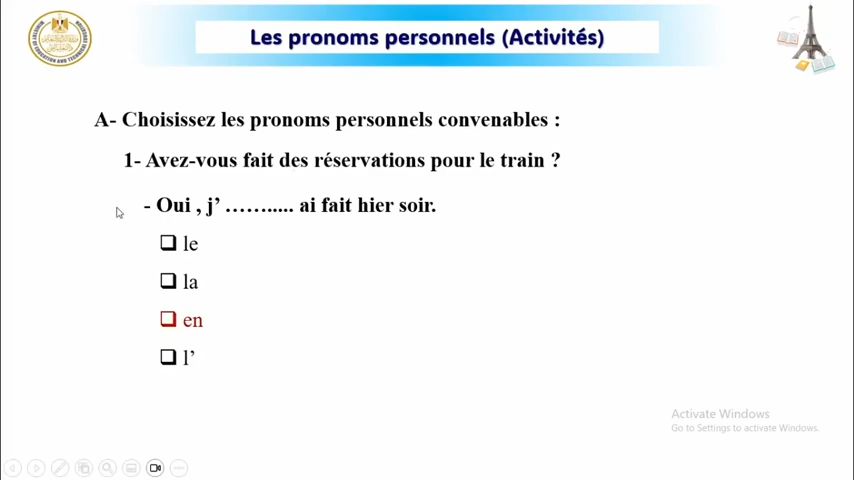 Les pronoms personnels (Activités)
A- Choisissez les pronoms personnels convenables :
1- Avez-vous fait des réservations pour le train ?
- Oui , j’ ……..... ai fait hier soir.
❑ le
❑ la
❑ en
❑ l’
Activate Windows
Go to Settings to activate Windows.